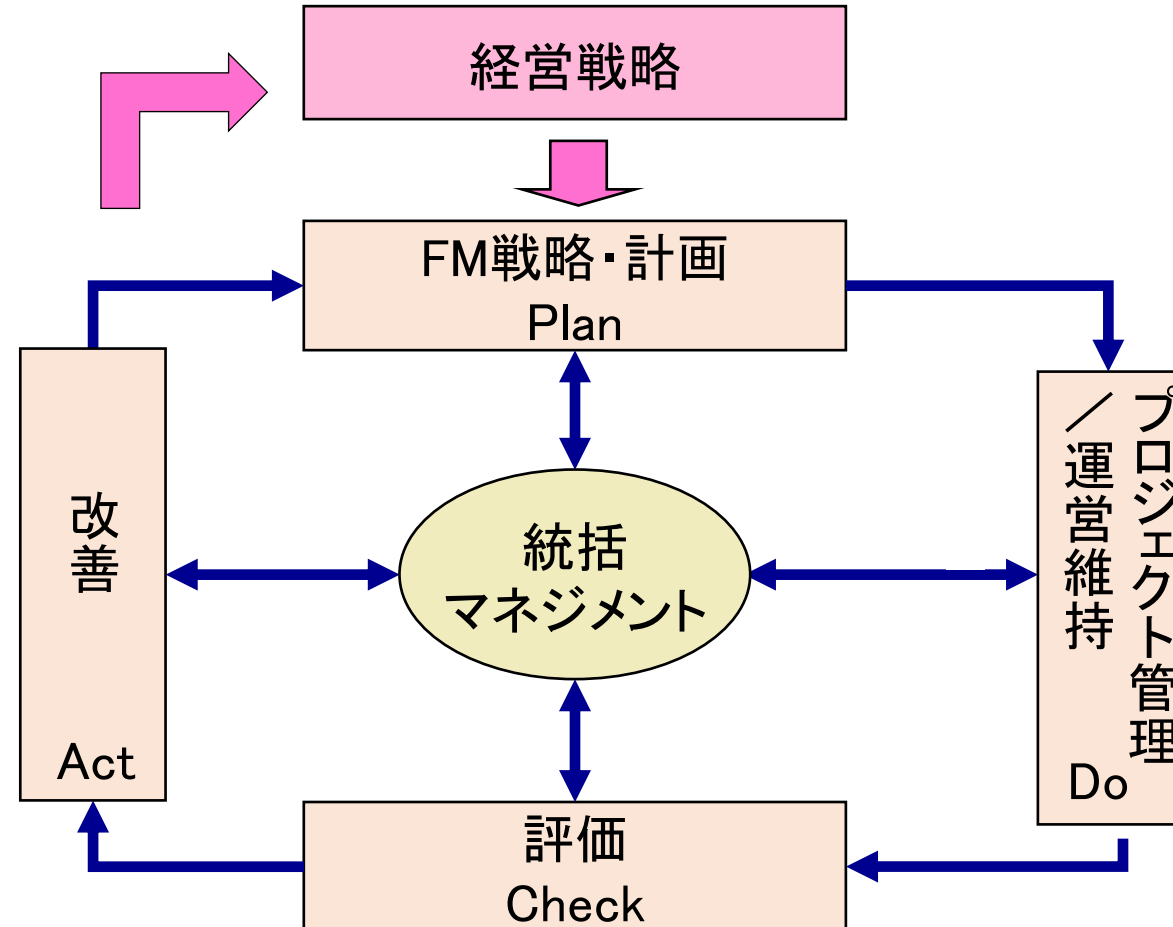 経営戦略
FM戦略・計画
Plan
プロジェクト管理
／運営維持
Do
改善
Act
統括
マネジメント
評価
Check